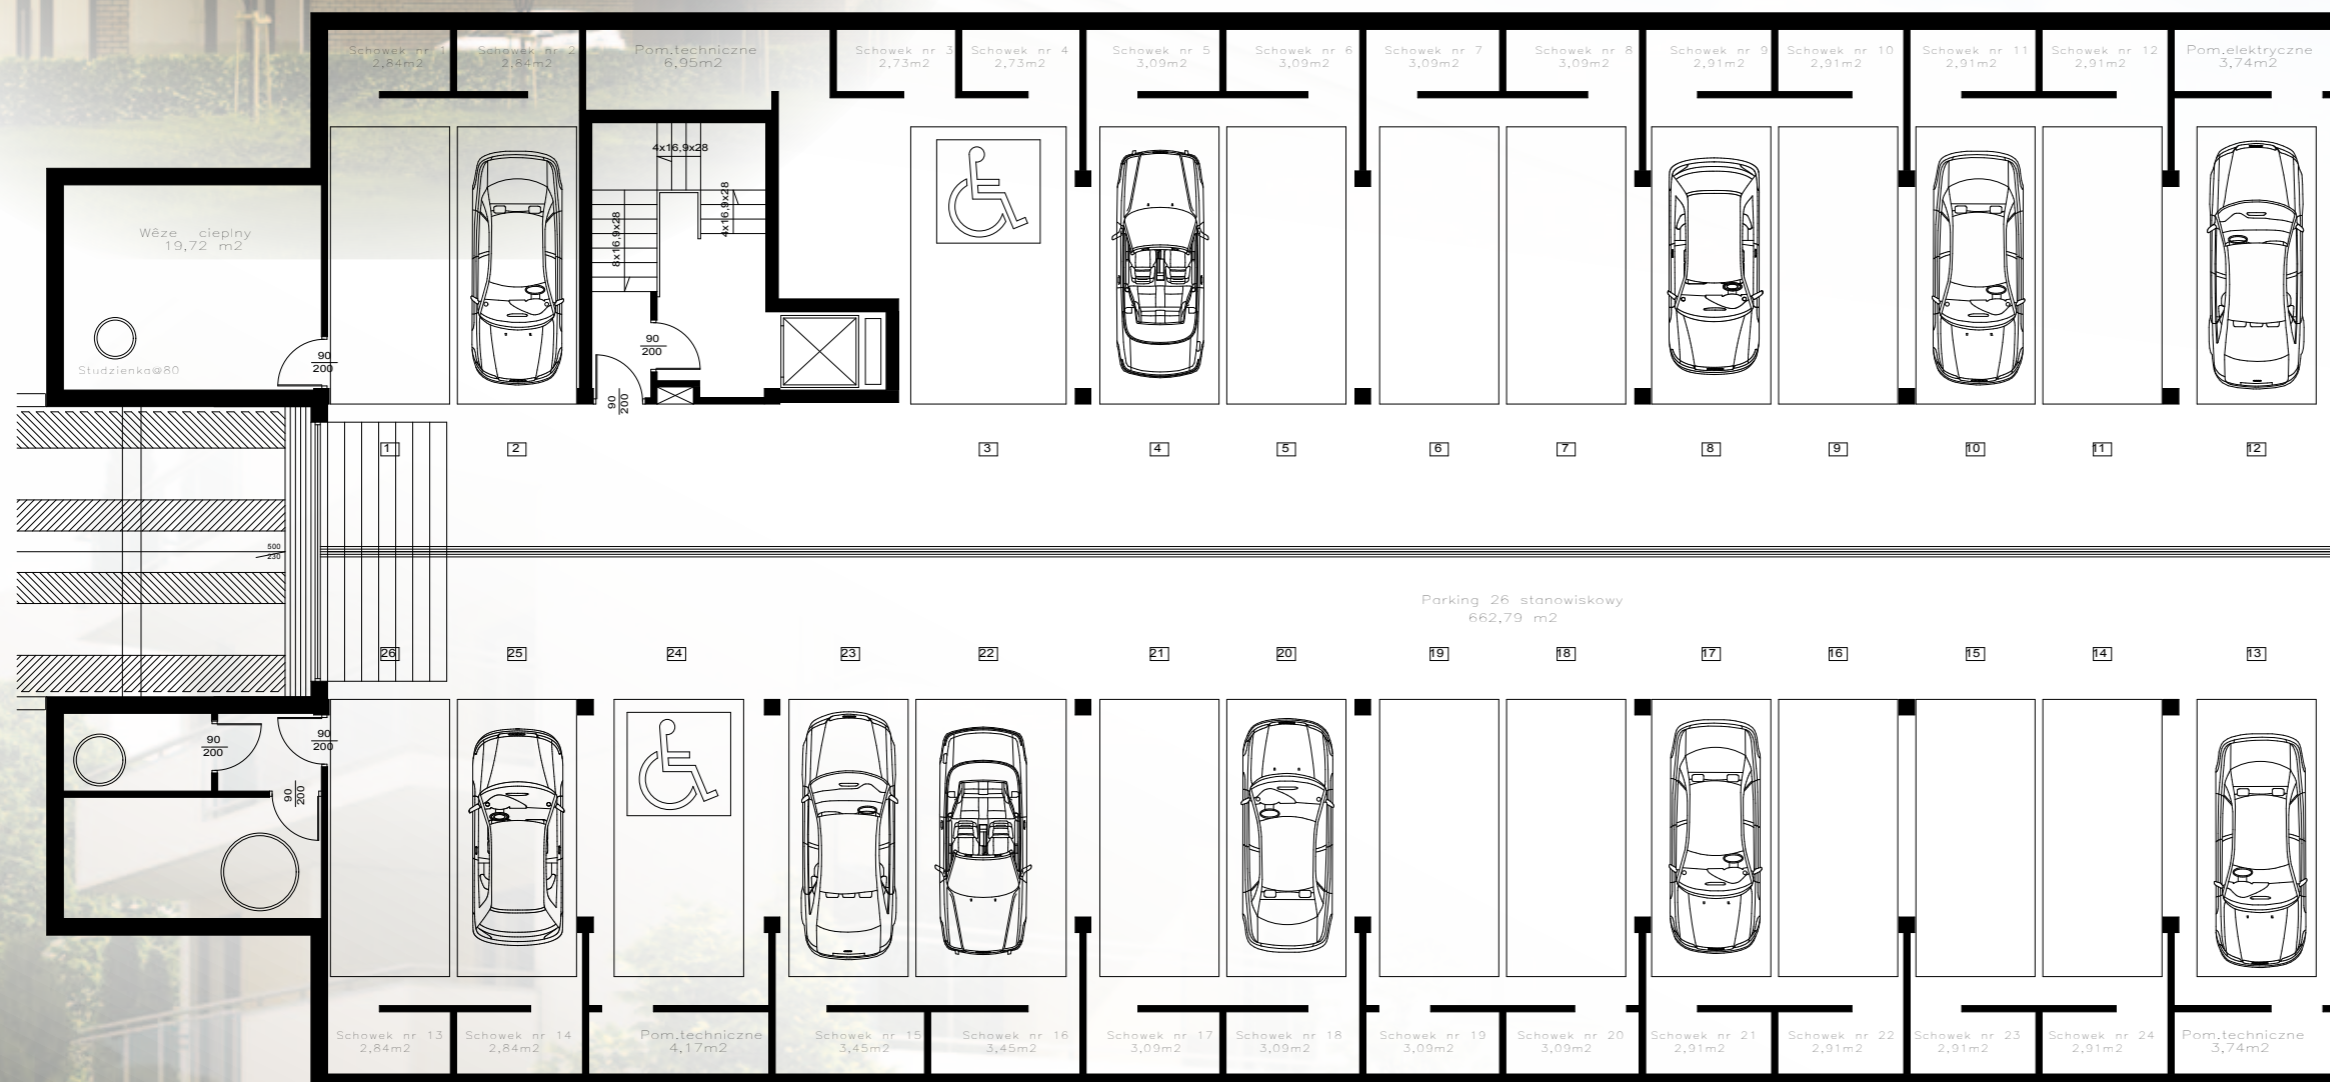 Schowek nr 1
2,84m2
Schowek nr 2
2,84m2
Pom.techniczne
6,95m2
Schowek nr 3
2,73m2
Schowek nr 4
2,73m2
Schowek nr 5
3,09m2
Schowek nr 6
3,09m2
Schowek nr 7
3,09m2
Schowek nr 8
3,09m2
Schowek nr 9
2,91m2
Schowek nr 10
2,91m2
Schowek nr 11
2,91m2
Schowek nr 12
2,91m2
Pom.elektryczne
3,74m2
4x16,9x28
8x16,9x28
4x16,9x28
Węze cieplny
19,72 m2
Studzienka@80
90
200
90
200
90
200
1
2
3
4
5
6
7
8
9
10
11
12
500
230
Parking 26 stanowiskowy
662,79 m2
26
25
24
23
22
21
20
19
18
17
16
15
14
13
90
200
90
200
90
200
Schowek nr 13
2,84m2
Schowek nr 14
2,84m2
Pom.techniczne
4,17m2
Schowek nr 15
3,45m2
Schowek nr 16
3,45m2
Schowek nr 17
3,09m2
Schowek nr 18
3,09m2
Schowek nr 19
3,09m2
Schowek nr 20
3,09m2
Schowek nr 21
2,91m2
Schowek nr 22
2,91m2
Schowek nr 23
2,91m2
Schowek nr 24
2,91m2
Pom.techniczne
3,74m2